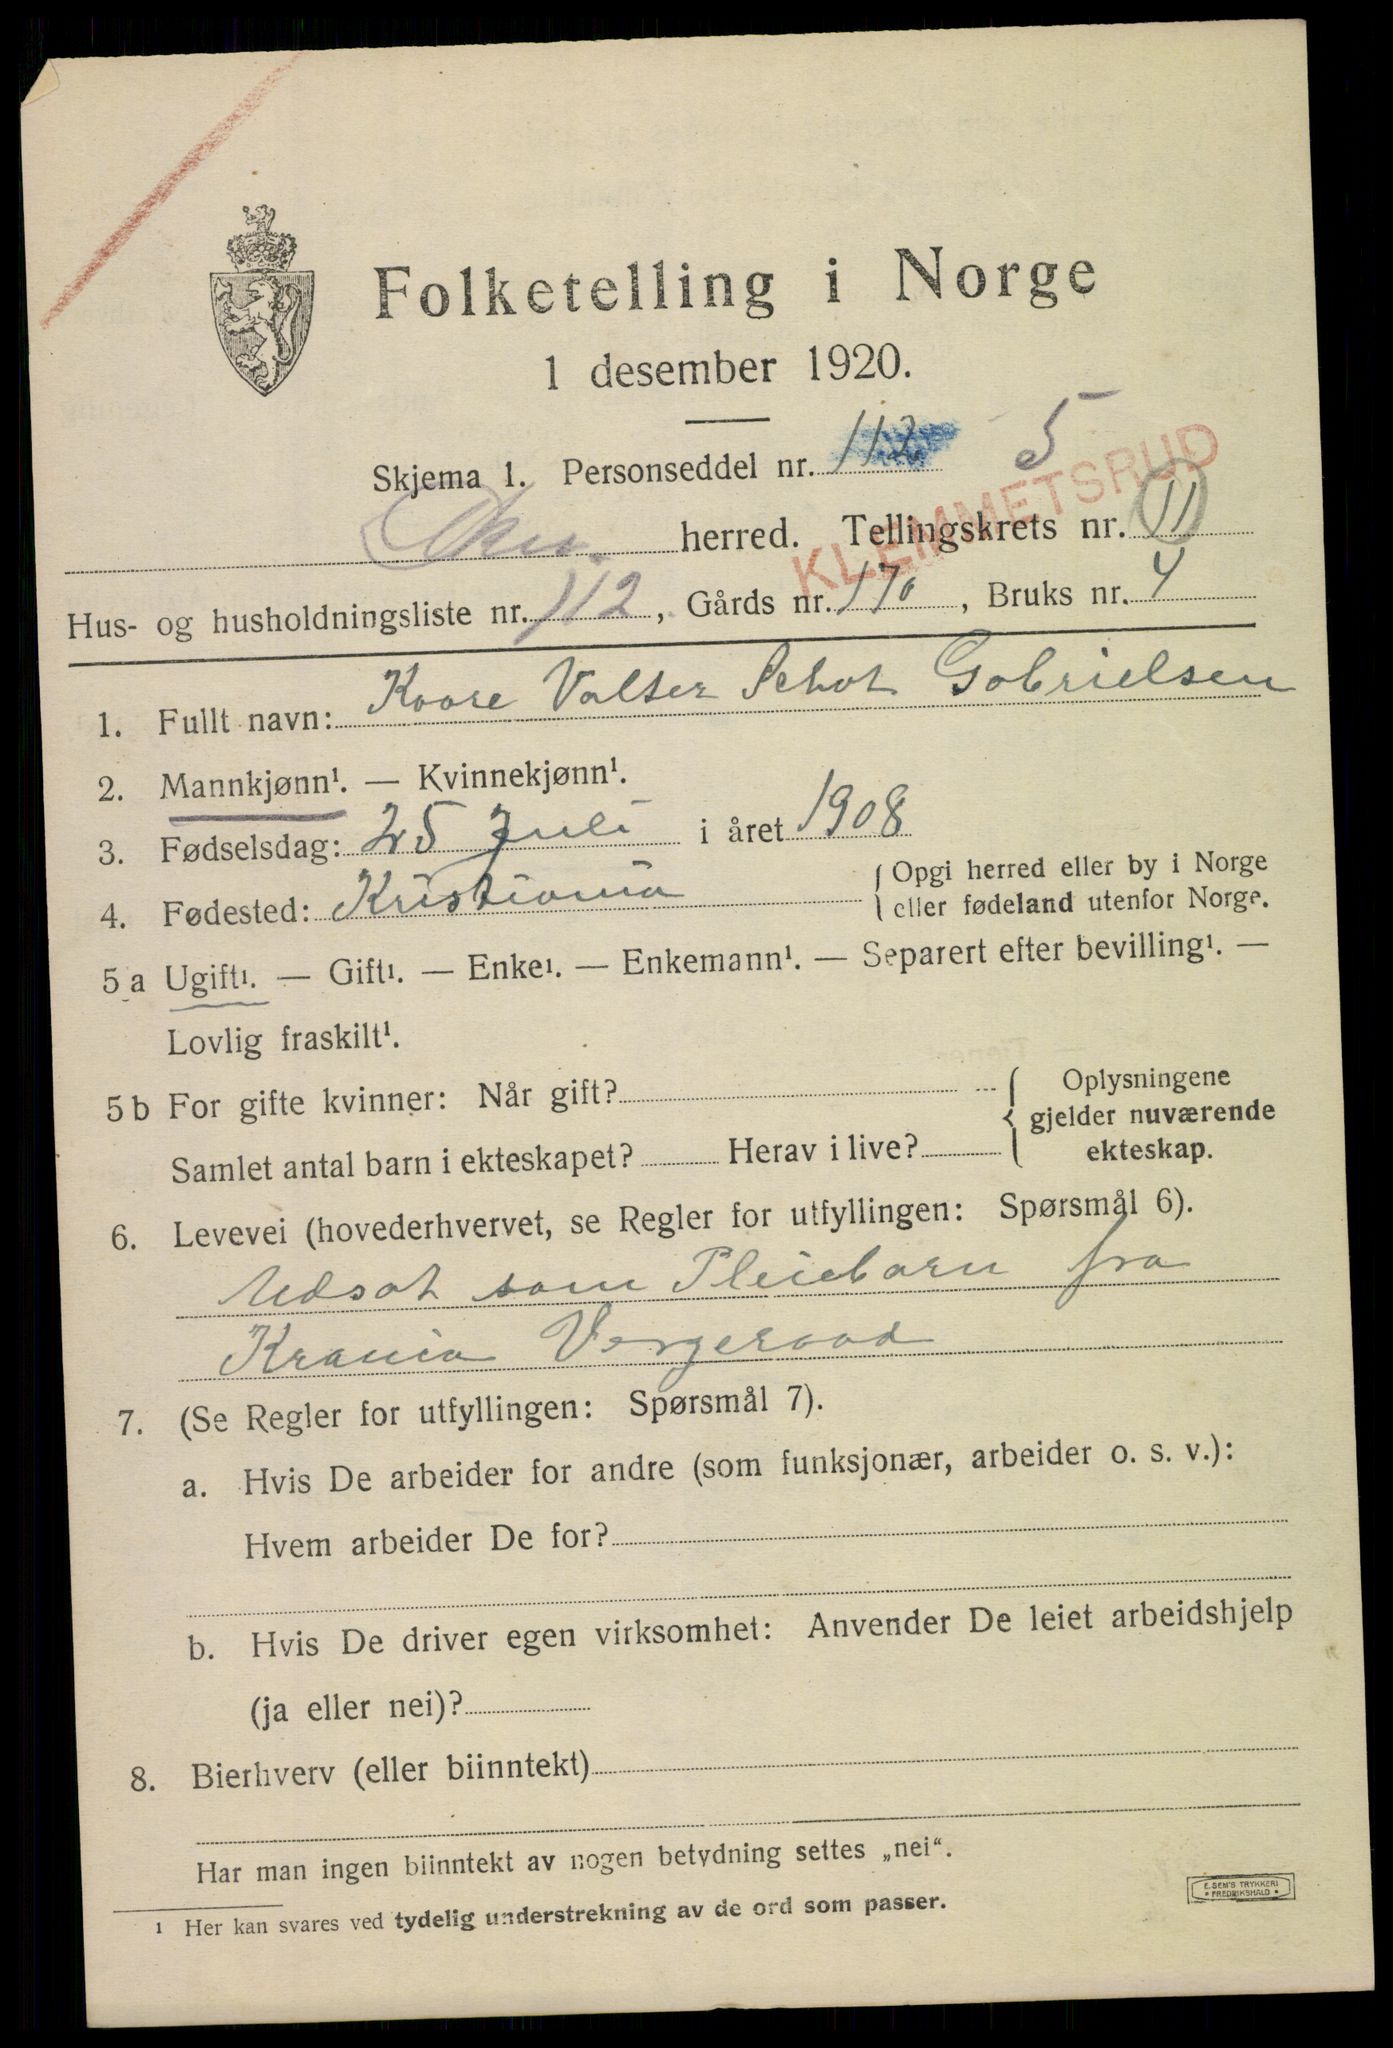 Folketelling i Norge
1 desember 1920.
Skjema 1. Personseddel nr. 112 5
KLEMMETSRUD
Aker. herred. Tellingskrets nr. 11
Hus- og husholdningsliste nr. 112, Gårds nr. 170, Bruks nr. 4
1. Fullt navn: Kaare Valter Schot Gabrielsen
2. Mannkjønn¹. — Kvinnekjønn¹.
3. Fødselsdag: 25 Juli i året 1908
4. Fødested: Kristiania { Opgi herred eller by i Norge
eller fødeland utenfor Norge.
5 a Ugift¹. — Gift¹. — Enke¹. — Enkemann¹. — Separert efter bevilling¹. —
Lovlig fraskilt¹.
5 b For gifte kvinner: Når gift? { Oplysningene
gjelder nuværende
Samlet antal barn i ekteskapet? Herav i live? ekteskap.
6. Levevei (hovederhvervet, se Regler for utfyllingen: Spørsmål 6).
Udsat som Pleiebarn fra
Krania Vergeraad
7. (Se Regler for utfyllingen: Spørsmål 7).
a. Hvis De arbeider for andre (som funksjonær, arbeider o. s. v.):
Hvem arbeider De for?
b. Hvis De driver egen virksomhet: Anvender De leiet arbeidshjelp
(ja eller nei)?
8. Bierhverv (eller biinntekt)
Har man ingen biinntekt av nogen betydning settes „nei“.
¹ Her kan svares ved tydelig understrekning av de ord som passer.
E. SEM'S TRYKKERI
• FREDRIKSHALD •